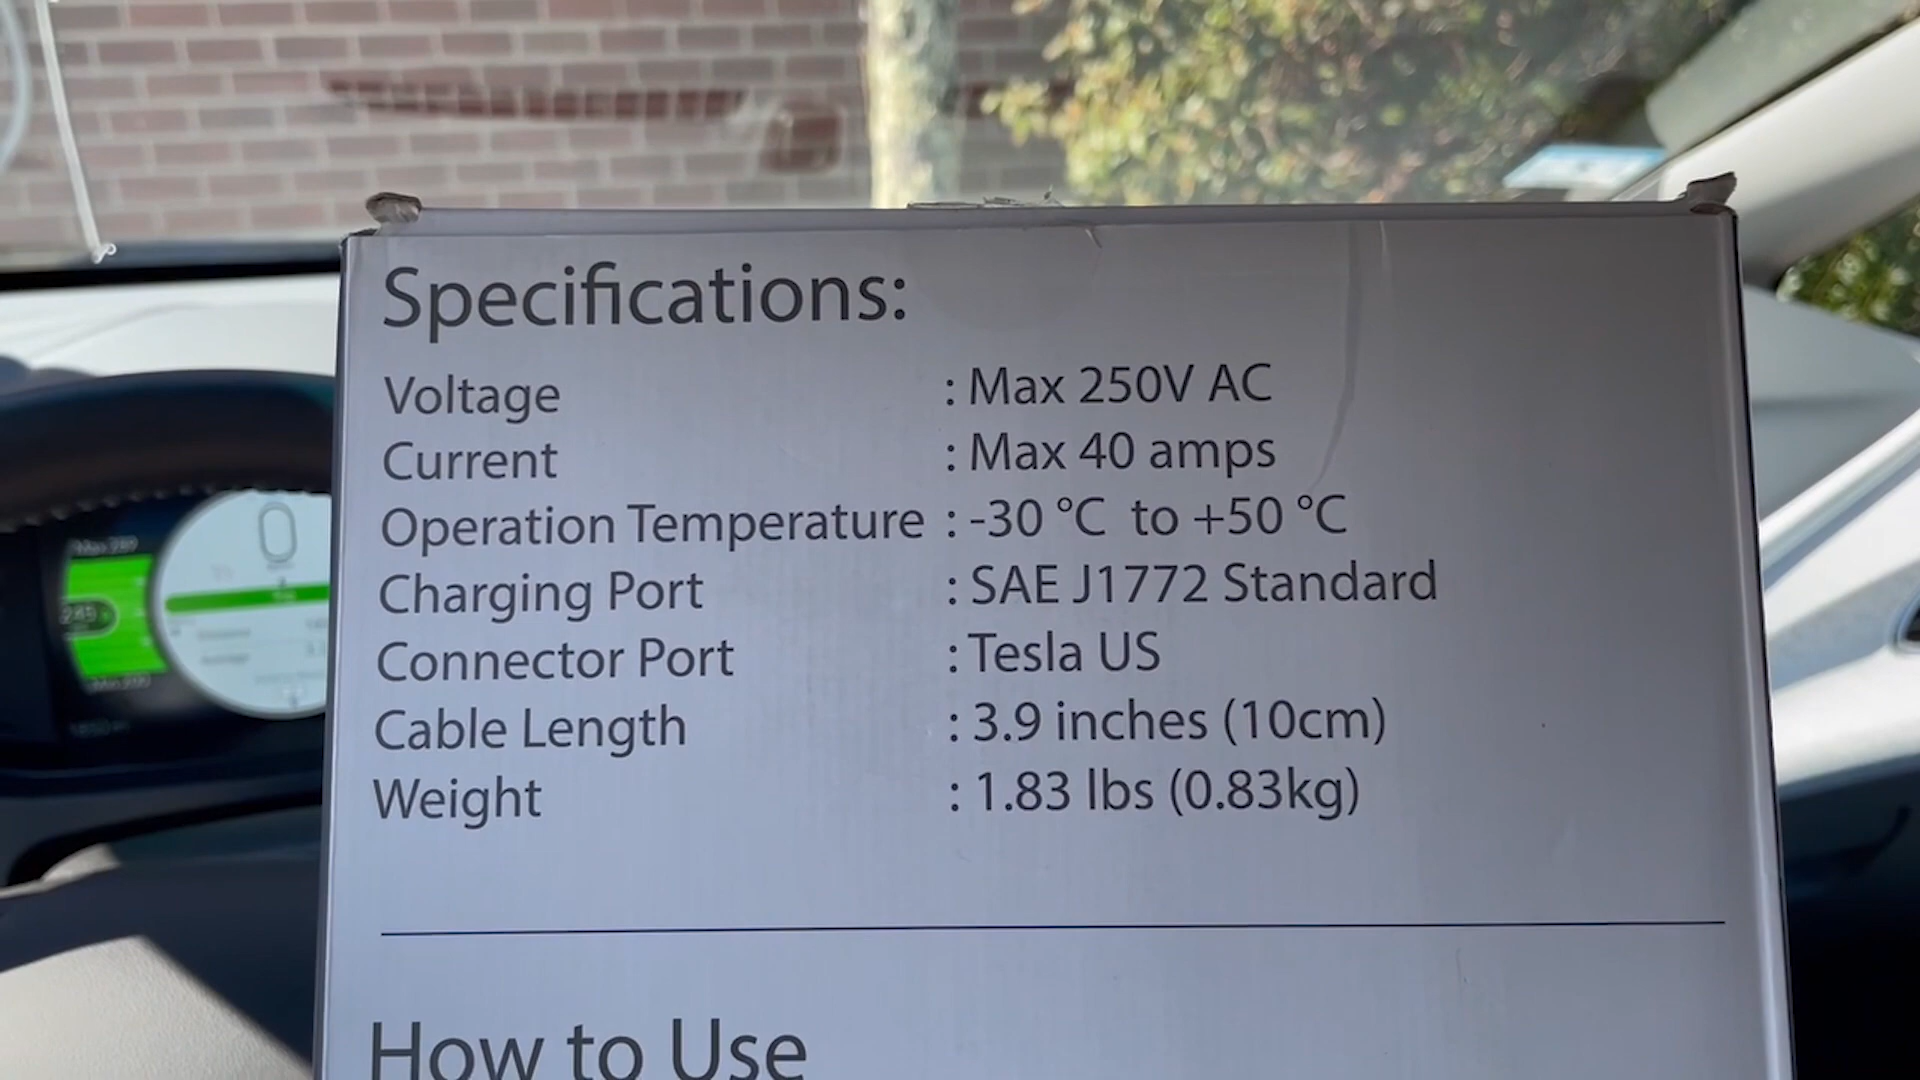 Specifications:
Voltage : Max 250V AC
Current : Max 40 amps
Operation Temperature : -30 °C to +50 °C
Charging Port : SAE J1772 Standard
Connector Port : Tesla US
Cable Length : 3.9 inches (10cm)
Weight : 1.83 lbs (0.83kg)
How to Use